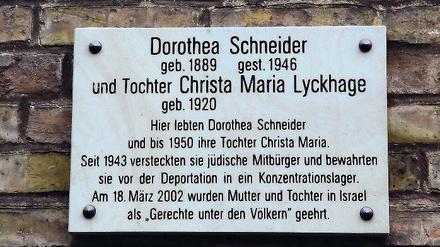 Dorothea Schneider
geb. 1889 gest. 1946
und Tochter Christa Maria Lyckhage
geb. 1920
Hier lebten Dorothea Schneider
und bis 1950 ihre Tochter Christa Maria.
Seit 1943 versteckten sie jüdische Mitbürger und bewahrten
sie vor der Deportation in ein Konzentrationslager.
Am 18. März 2002 wurden Mutter und Tochter in Israel
als „Gerechte unter den Völkern" geehrt.